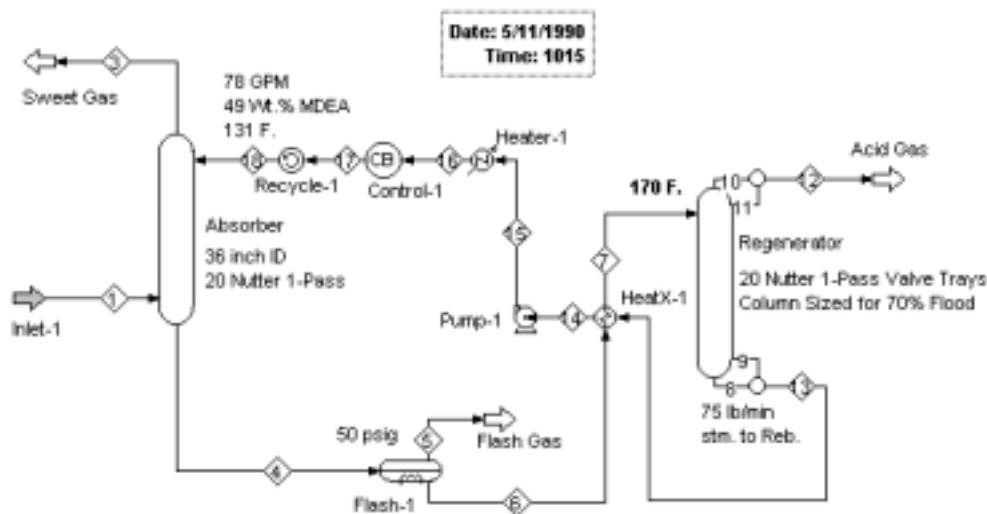 Date: 5/11/1990
Time: 1015
3
Sweet Gas
78 GPM
49 Wt.% MDEA
131 F.
18
Recycle-1
17
CB
Control-1
16
Heater-1
Acid Gas
170 F.
10
11
12
Absorber
36 inch ID
20 Nutter 1-Pass
15
7
Regenerator
20 Nutter 1-Pass Valve Trays
Column Sized for 70% Flood
1
Inlet-1
Pump-1
14
HeatX-1
9
8
13
75 lb/min
stm. to Reb.
50 psig
5
Flash Gas
4
Flash-1
6